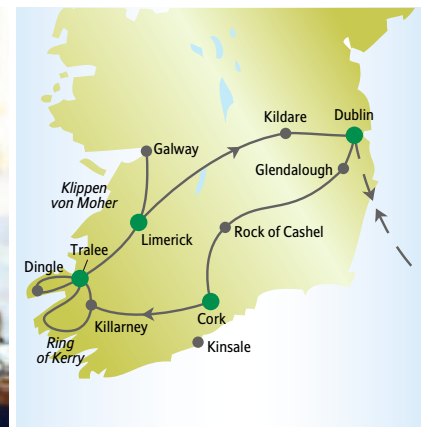 Kildare
Dublin
Galway
Glendalough
Klippen
von Moher
Limerick
Rock of Cashel
Tralee
Dingle
Killarney
Cork
Ring
of Kerry
Kinsale